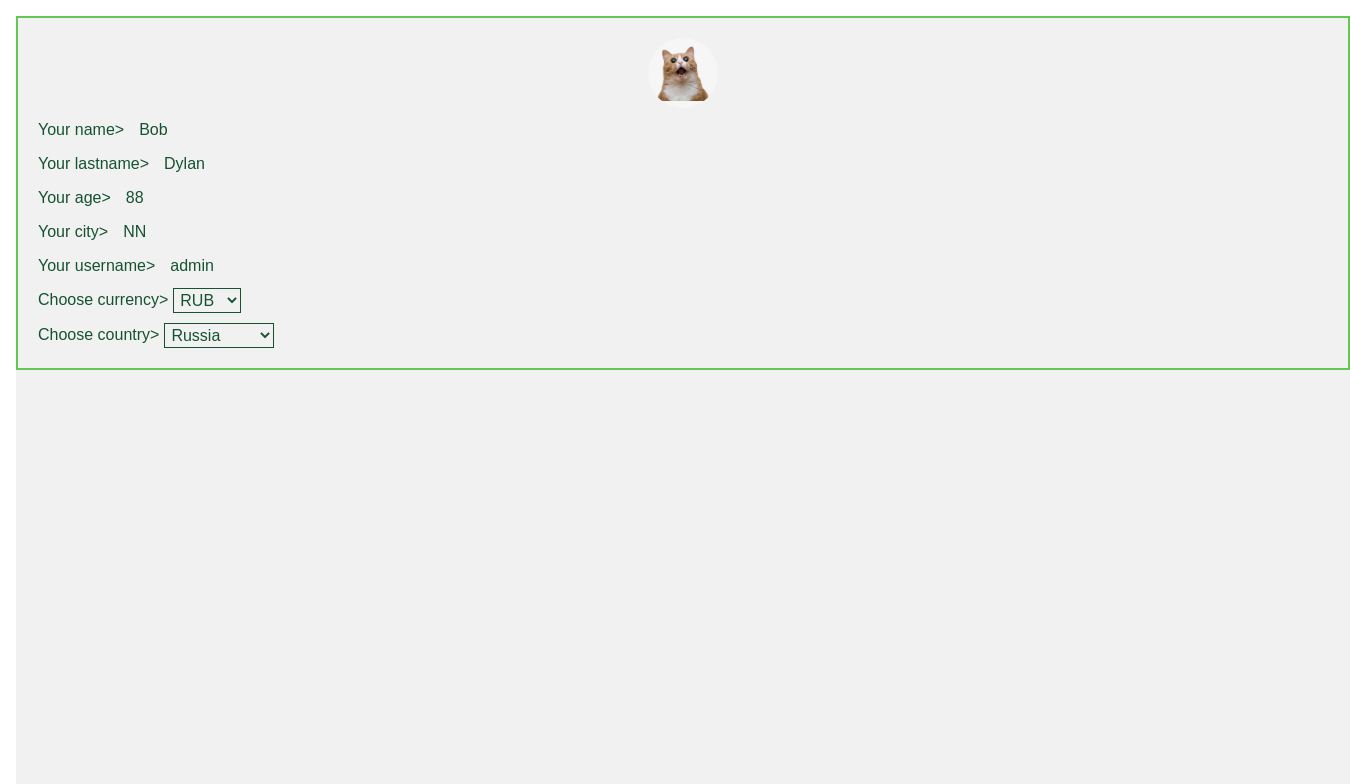 Your name> Bob
Your lastname> Dylan
Your age> 88
Your city> NN
Your username> admin
Choose currency> RUB
Choose country> Russia